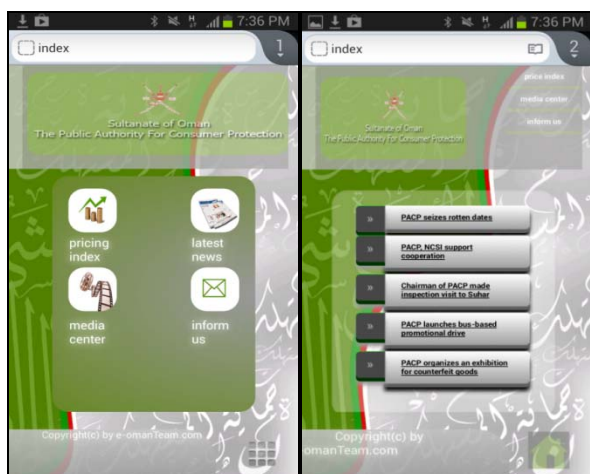 7:36 PM
index
1
Sultanate of Oman
The Public Authority For Consumer Protection
pricing
index
latest
news
media
center
inform
us
Copyright(c) by e-omanTeam.com
7:36 PM
index
2
price index
media center
inform us
Sultanate of Oman
The Public Authority For Consumer Protection
PACP seizes rotten dates
PACP, NCSI support
cooperation
Chairman of PACP made
inspection visit to Suhar
PACP launches bus-based
promotional drive
PACP organizes an exhibition
for counterfeit goods
Copyright(c) by
omanTeam.com